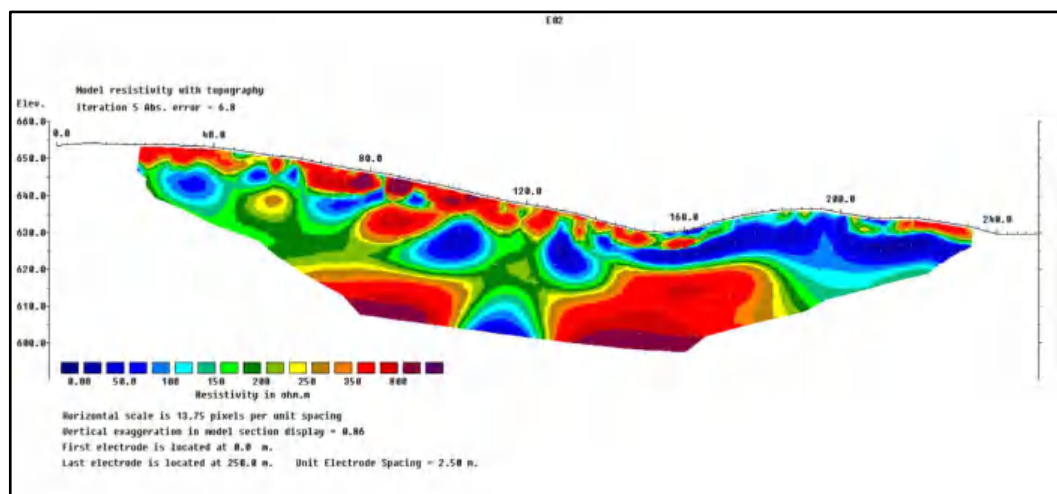 E02
Model resistivity with topography
Iteration 5 Abs. error = 6.8
Elev.
660.0
650.0
640.0
630.0
620.0
610.0
600.0
0.0
40.0
80.0
120.0
160.0
200.0
240.0
0.00 50.0 100 150 200 250 350 800
Resistivity in ohm.m
Horizontal scale is 13.75 pixels per unit spacing
Vertical exaggeration in model section display = 0.86
First electrode is located at 0.0 m.
Last electrode is located at 250.0 m. Unit Electrode Spacing = 2.50 m.